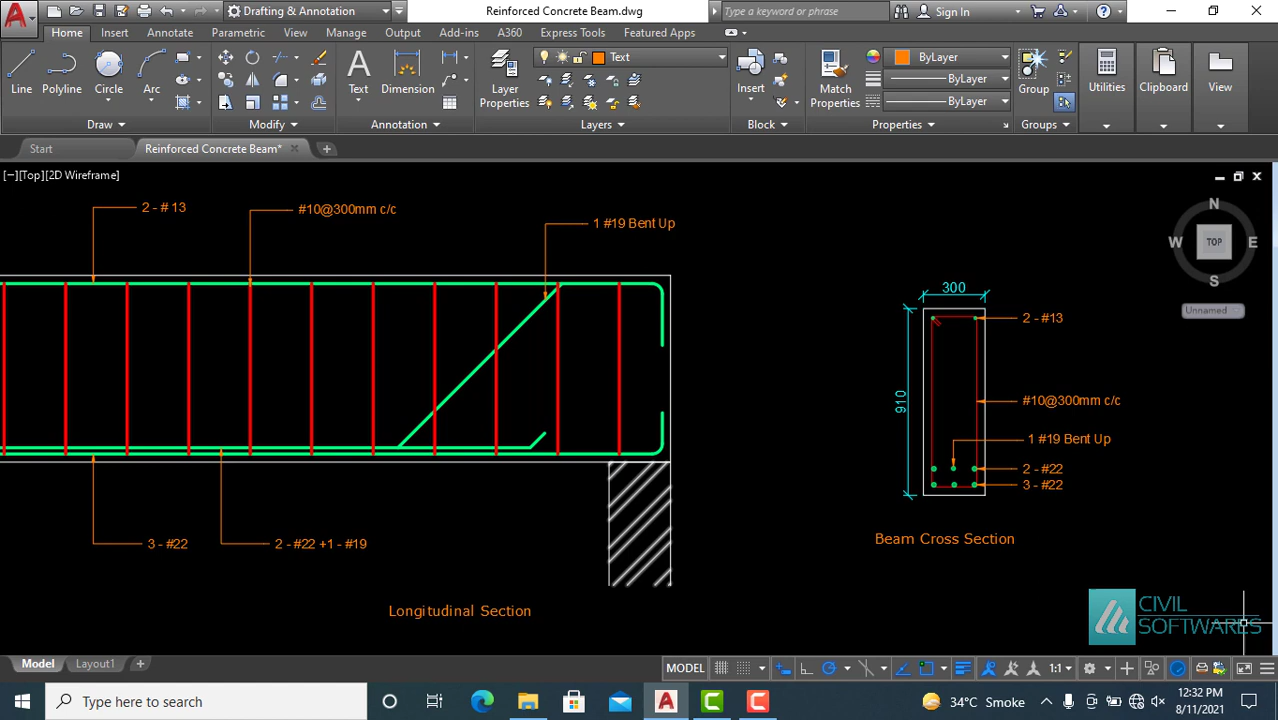 Drafting & Annotation
Reinforced Concrete Beam.dwg
Type a keyword or phrase
Sign In
Home Insert Annotate Parametric View Manage Output Add-ins A360 Express Tools Featured Apps
Text
ByLayer
ByLayer
ByLayer
Line Polyline Circle Arc
Text Dimension
Layer Properties
Insert
Match Properties
Group
Utilities
Clipboard
View
Draw Modify Annotation Layers Block Properties Groups
Start
Reinforced Concrete Beam*
[−][Top][2D Wireframe]
N
W TOP E
S
Unnamed
2 - # 13
#10@300mm c/c
1 #19 Bent Up
300
2 - #13
910
#10@300mm c/c
1 #19 Bent Up
2 - #22
3 - #22
3 - #22
2 - #22 +1 - #19
Beam Cross Section
Longitudinal Section
CIVIL
SOFTWARES
Model Layout1
MODEL
1:1
Type here to search
34°C Smoke
12:32 PM
8/11/2021